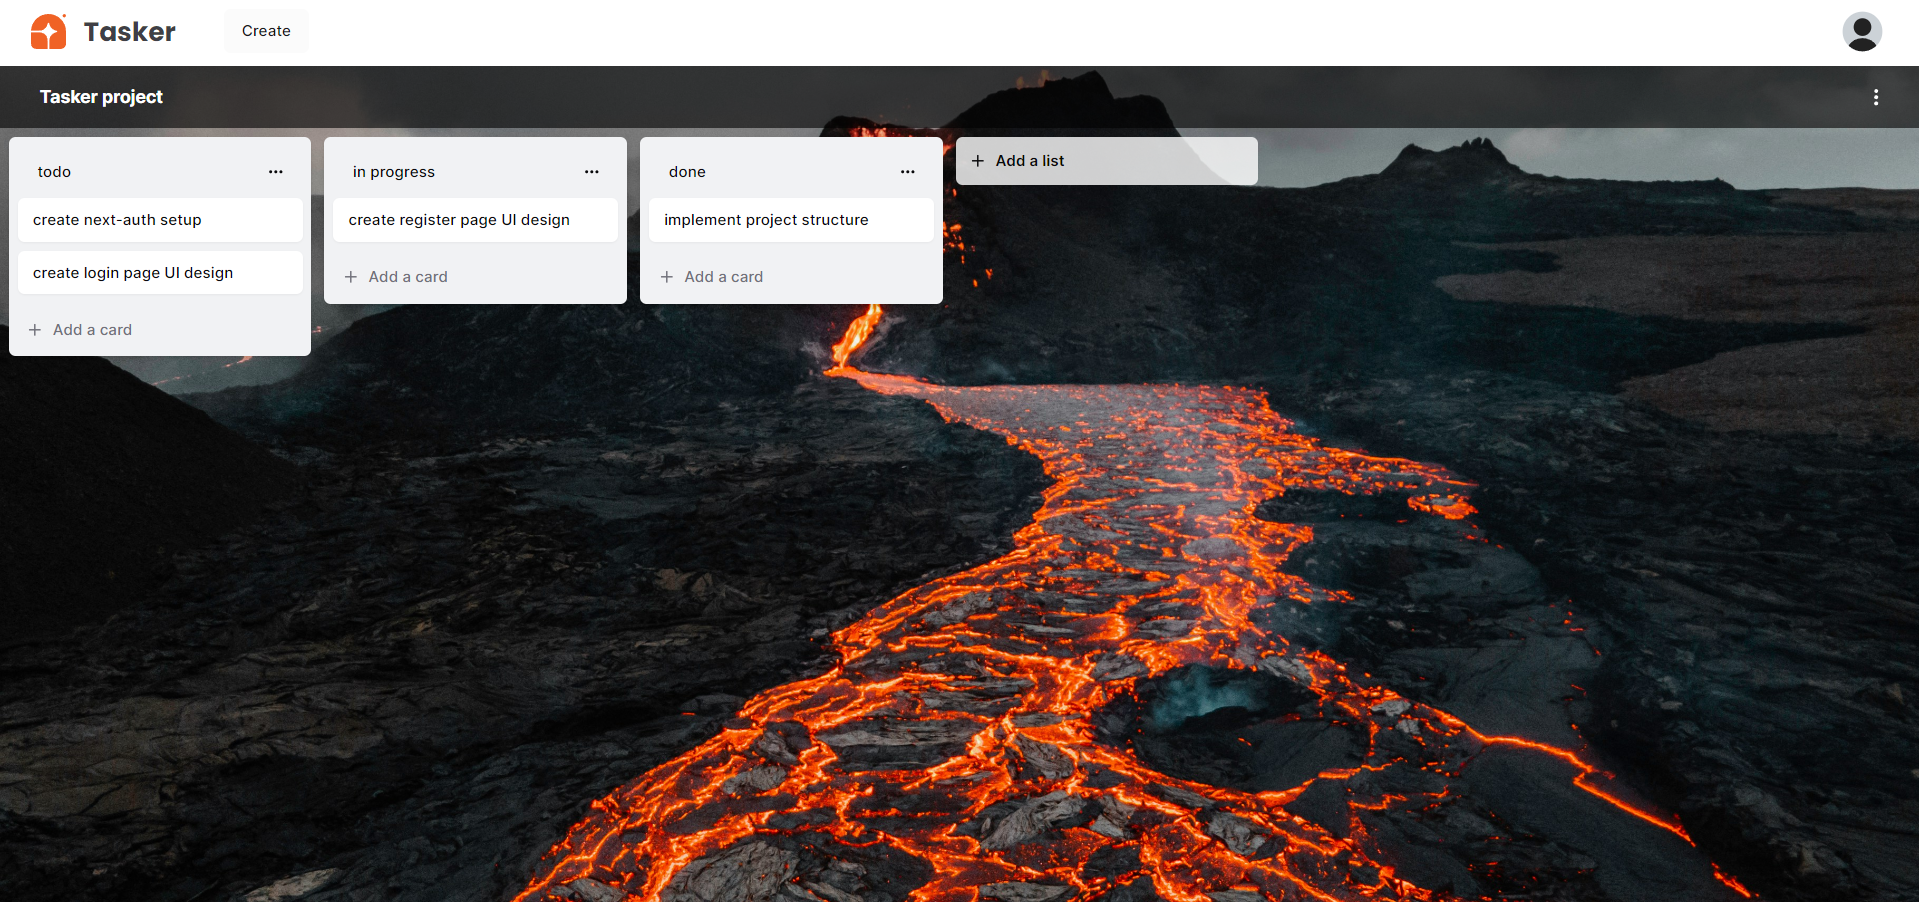 Tasker
Create
Tasker project
todo
create next-auth setup
create login page UI design
Add a card
in progress
create register page UI design
Add a card
done
implement project structure
Add a card
Add a list